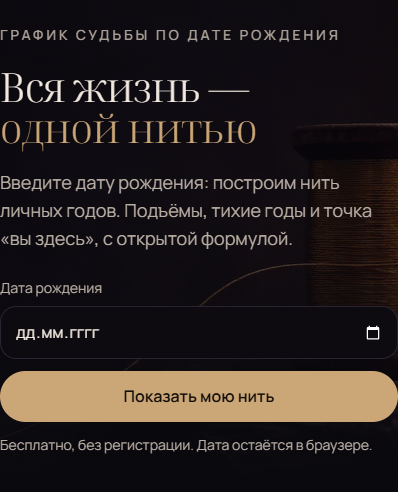 ГРАФИК СУДЬБЫ ПО ДАТЕ РОЖДЕНИЯ
Вся жизнь —
одной нитью
Введите дату рождения: построим нить
личных годов. Подъёмы, тихие годы и точка
«вы здесь», с открытой формулой.
Дата рождения
ДД.ММ.ГГГГ
Показать мою нить
Бесплатно, без регистрации. Дата остаётся в браузере.